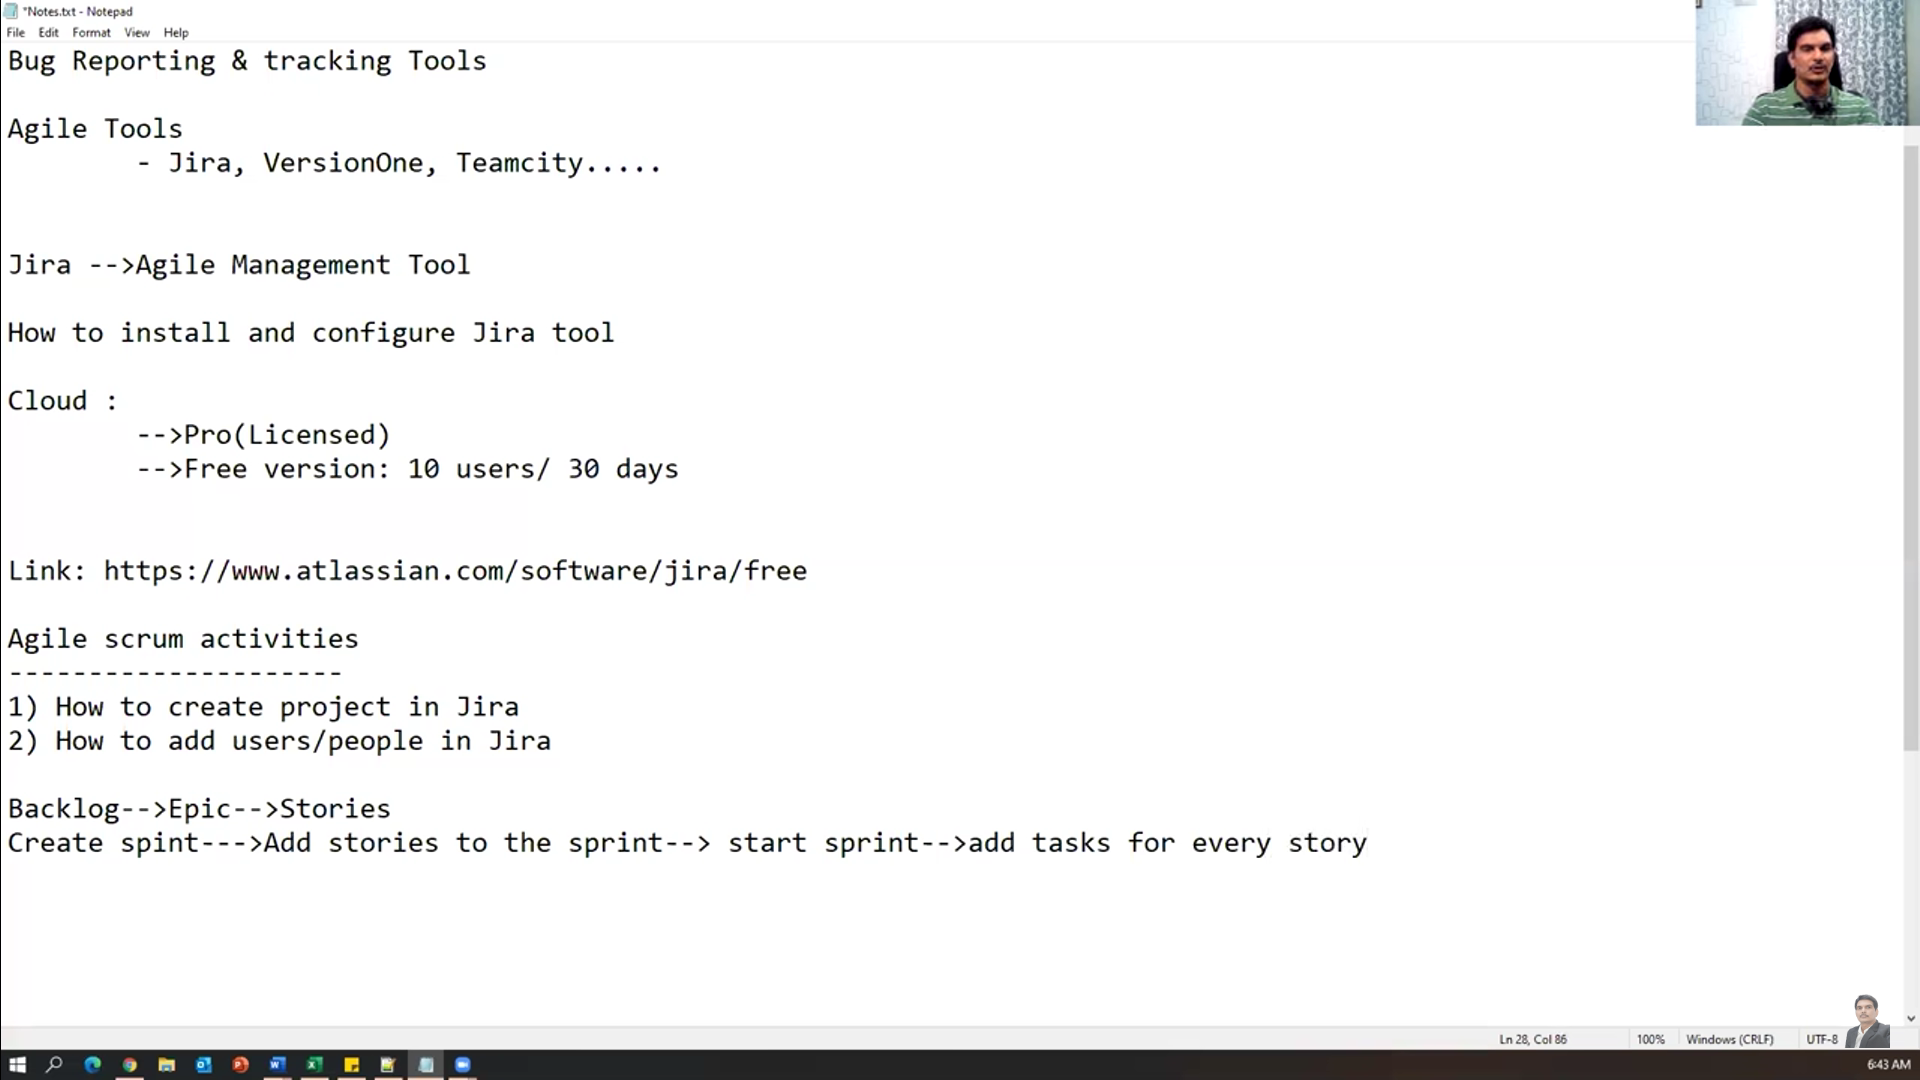 *Notes.txt - Notepad
File Edit Format View Help
Bug Reporting & tracking Tools
Agile Tools
- Jira, VersionOne, Teamcity.....
Jira -->Agile Management Tool
How to install and configure Jira tool
Cloud :
-->Pro(Licensed)
-->Free version: 10 users/ 30 days
Link: https://www.atlassian.com/software/jira/free
Agile scrum activities
---------------------
1) How to create project in Jira
2) How to add users/people in Jira
Backlog-->Epic-->Stories
Create spint--->Add stories to the sprint--> start sprint-->add tasks for every story
Ln 28, Col 86 100% Windows (CRLF) UTF-8
6:43 AM